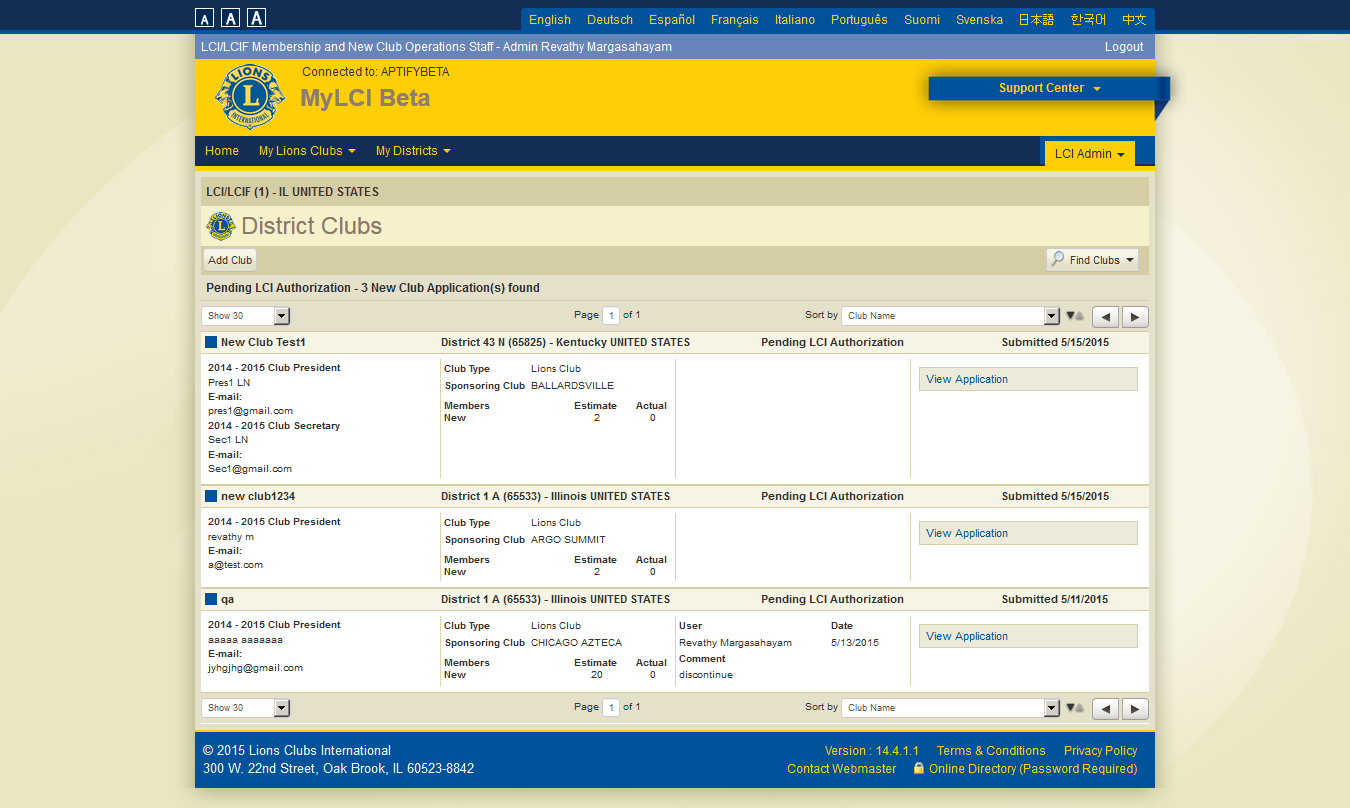 A A A English Deutsch Español Français Italiano Português Suomi Svenska 日本語 한국어 中文
LCI/LCIF Membership and New Club Operations Staff - Admin Revathy Margasahayam Logout
LIONS
L
INTERNATIONAL
Connected to: APTIFYBETA
MyLCI Beta
Support Center
Home My Lions Clubs My Districts LCI Admin
LCI/LCIF (1) - IL UNITED STATES
District Clubs
Add Club Find Clubs
Pending LCI Authorization - 3 New Club Application(s) found
Show 30 Page 1 of 1 Sort by Club Name
New Club Test1 District 43 N (65825) - Kentucky UNITED STATES Pending LCI Authorization Submitted 5/15/2015
2014 - 2015 Club President
Pres1 LN
E-mail:
pres1@gmail.com
2014 - 2015 Club Secretary
Sec1 LN
E-mail:
Sec1@gmail.com
Club Type Lions Club
Sponsoring Club BALLARDSVILLE
Members Estimate Actual
New 2 0
View Application
new club1234 District 1 A (65533) - Illinois UNITED STATES Pending LCI Authorization Submitted 5/15/2015
2014 - 2015 Club President
revathy m
E-mail:
a@test.com
Club Type Lions Club
Sponsoring Club ARGO SUMMIT
Members Estimate Actual
New 2 0
View Application
qa District 1 A (65533) - Illinois UNITED STATES Pending LCI Authorization Submitted 5/11/2015
2014 - 2015 Club President
aaaaa aaaaaaa
E-mail:
jyhgjhg@gmail.com
Club Type Lions Club
Sponsoring Club CHICAGO AZTECA
Members Estimate Actual
New 20 0
User Date
Revathy Margasahayam 5/13/2015
Comment
discontinue
View Application
Show 30 Page 1 of 1 Sort by Club Name
© 2015 Lions Clubs International Version : 14.4.1.1 Terms & Conditions Privacy Policy
300 W. 22nd Street, Oak Brook, IL 60523-8842 Contact Webmaster Online Directory (Password Required)